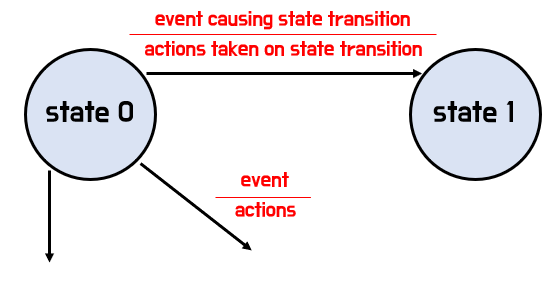 event causing state transition
actions taken on state transition
state 0
state 1
event
actions